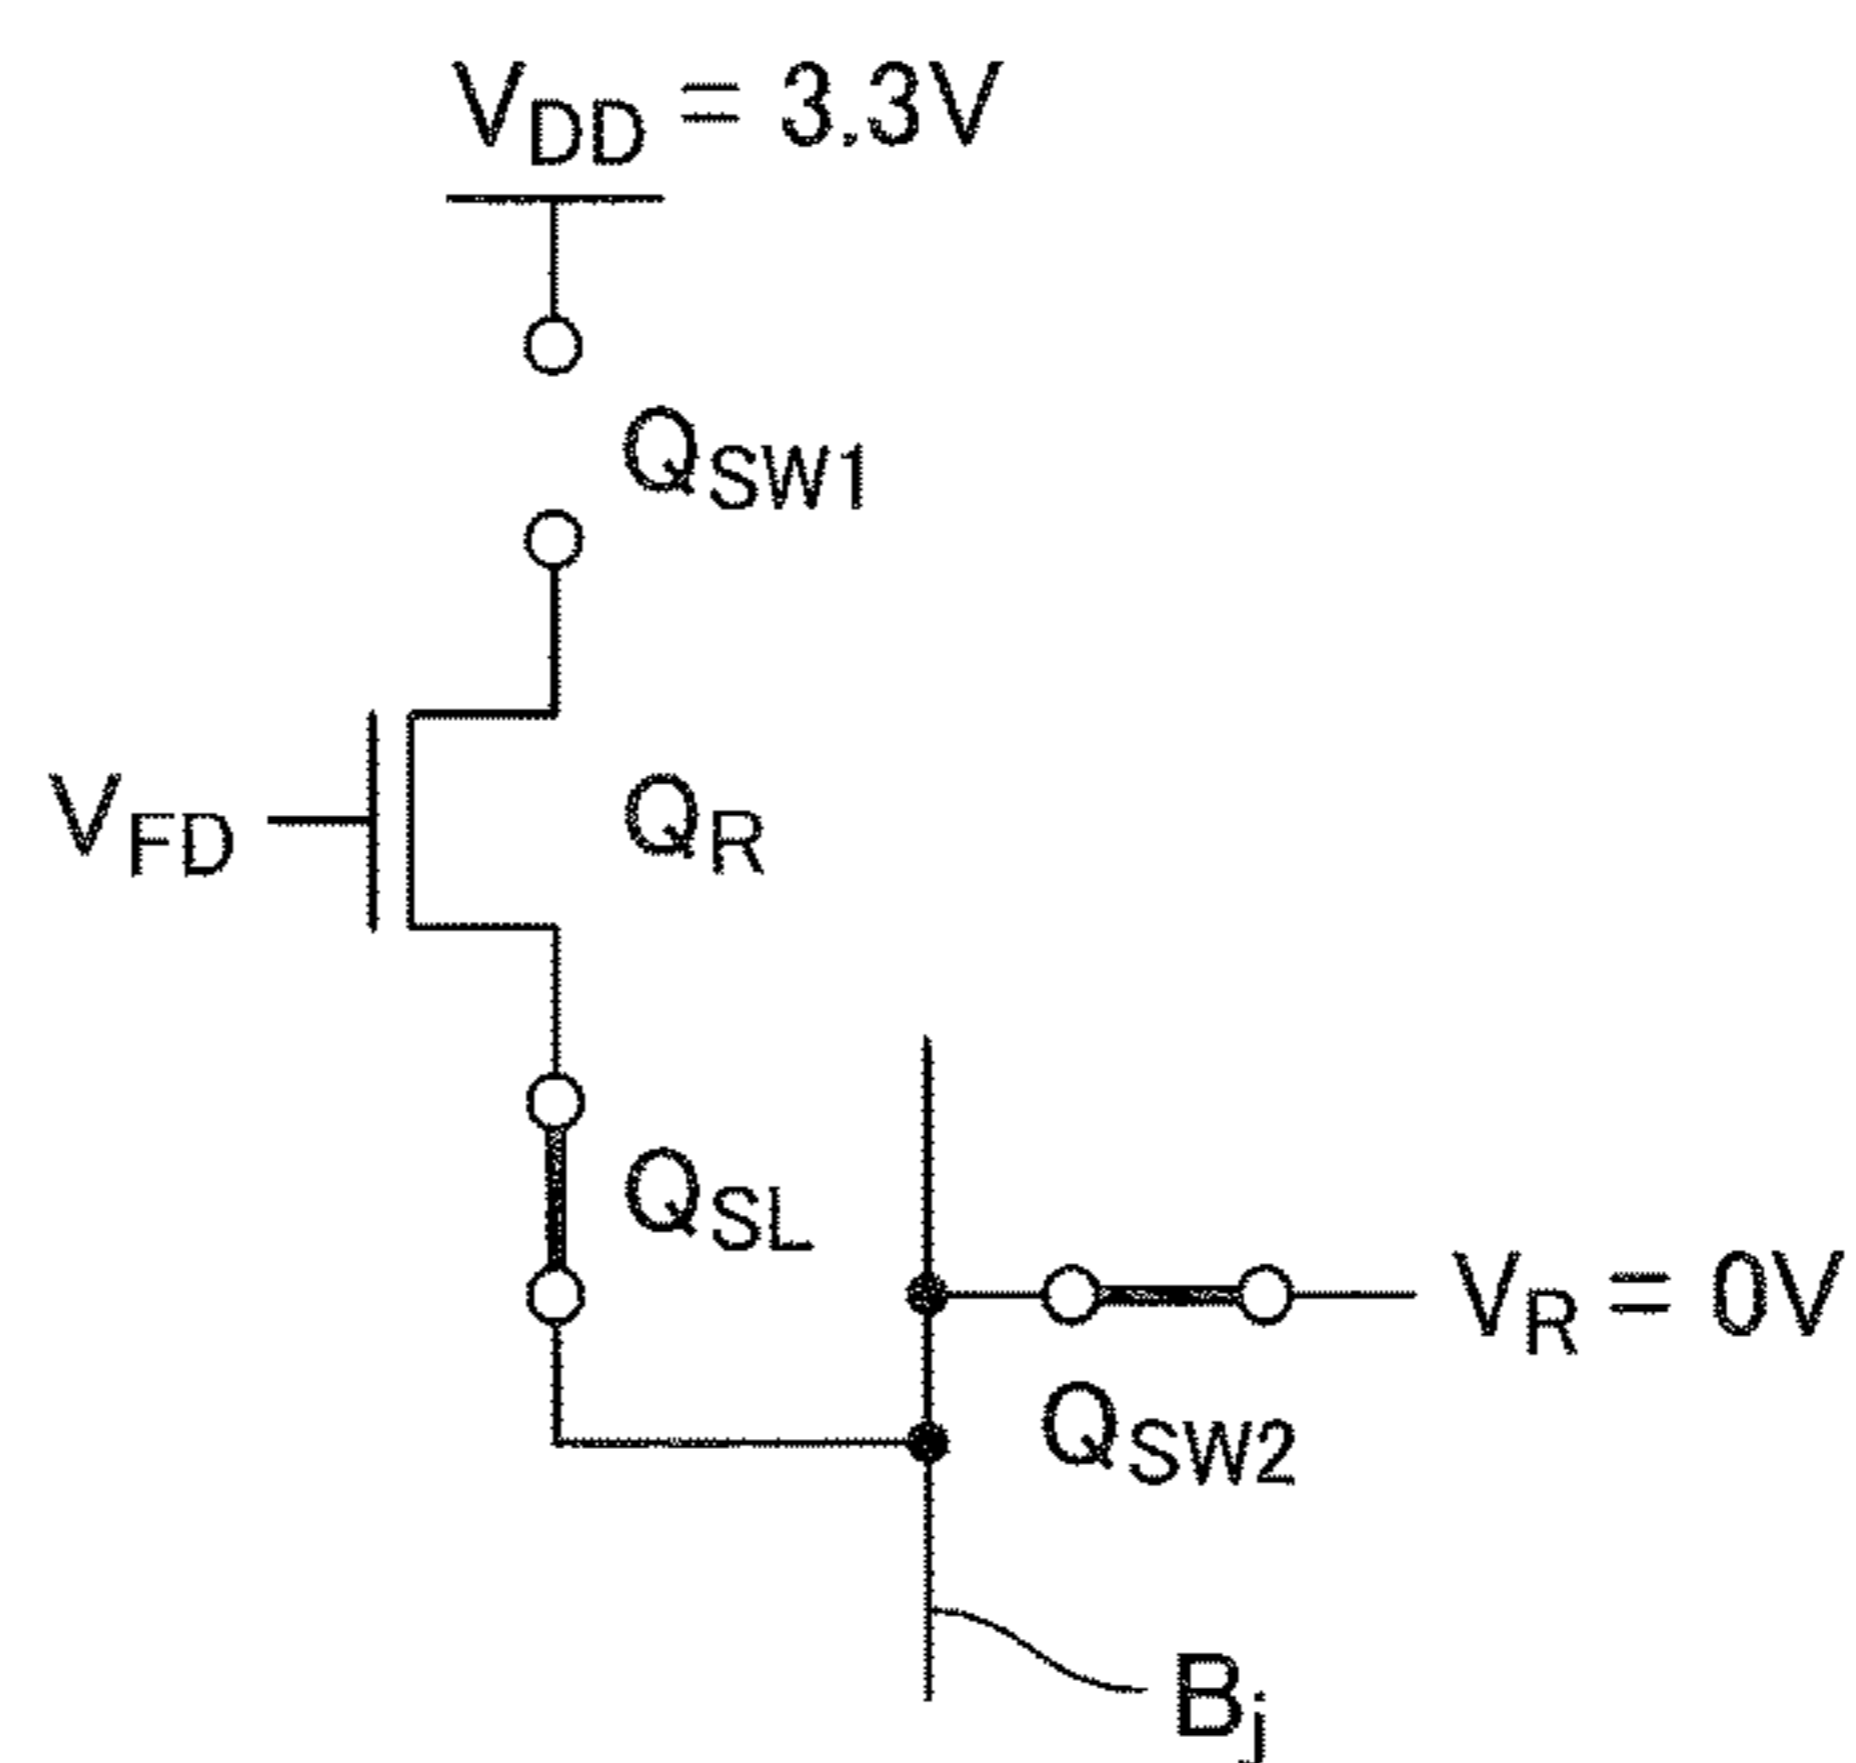 VDD = 3.3V
QSW1
VFD
QR
QSL
VR = 0V
QSW2
Bj